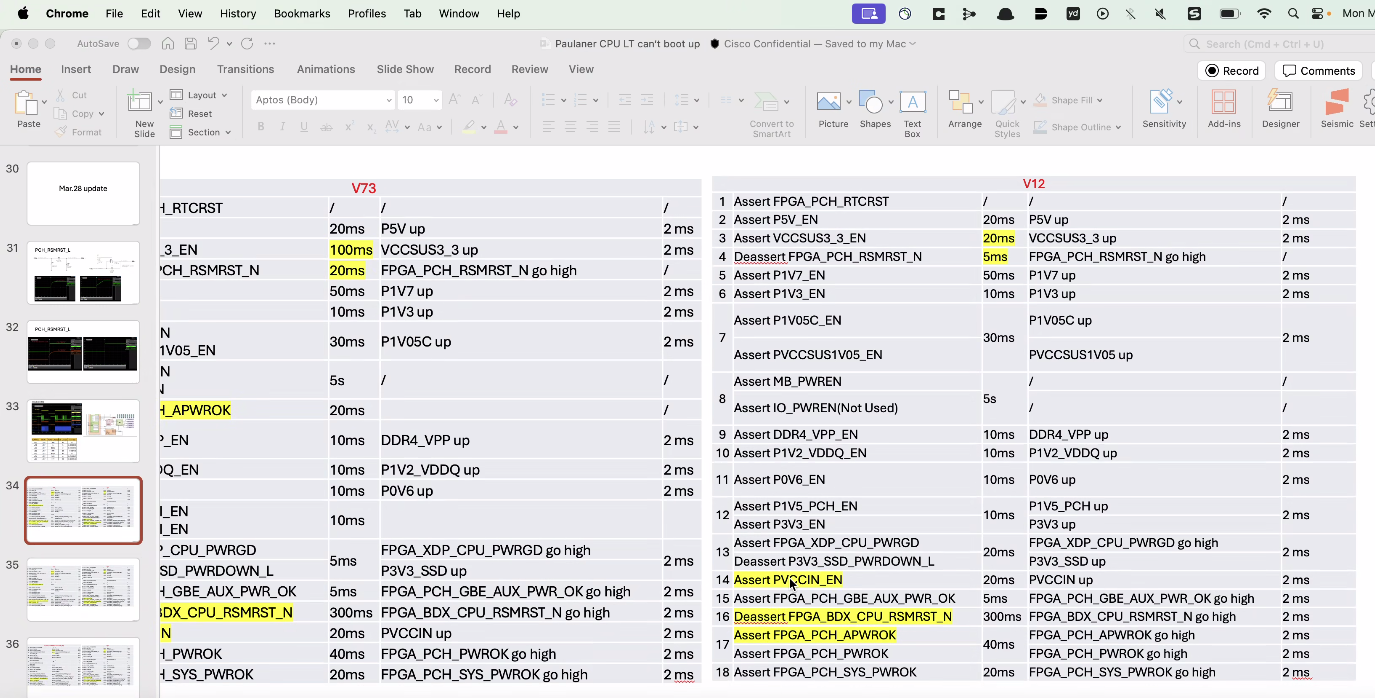 Chrome File Edit View History Bookmarks Profiles Tab Window Help yd Mon M
AutoSave Paulaner CPU LT can't boot up Cisco Confidential — Saved to my Mac Search (Cmd + Ctrl + U)
Home Insert Draw Design Transitions Animations Slide Show Record Review View Record Comments
Paste Cut Copy Format New Slide Layout Reset Section Aptos (Body) 10 Convert to SmartArt Picture Shapes Text Box Arrange Quick Styles Shape Fill Shape Outline Sensitivity Add-ins Designer Seismic
30
Mar.28 update
31
PCH_RSMRST_L
32
PCH_RSMRST_L
33
34
35
36
V73
H_RTCRST / / /
20ms P5V up 2 ms
_3_EN 100ms VCCSUS3_3 up 2 ms
PCH_RSMRST_N 20ms FPGA_PCH_RSMRST_N go high /
50ms P1V7 up 2 ms
10ms P1V3 up 2 ms
N
1V05_EN 30ms P1V05C up 2 ms
N
5s / /
H_APWROK 20ms /
P_EN 10ms DDR4_VPP up 2 ms
DQ_EN 10ms P1V2_VDDQ up 2 ms
10ms P0V6 up 2 ms
I_EN
_EN 10ms
P_CPU_PWRGD FPGA_XDP_CPU_PWRGD go high
SD_PWRDOWN_L 5ms P3V3_SSD up 2 ms
H_GBE_AUX_PWR_OK 5ms FPGA_PCH_GBE_AUX_PWR_OK go high 2 ms
BDX_CPU_RSMRST_N 300ms FPGA_BDX_CPU_RSMRST_N go high 2 ms
N 20ms PVCCIN up 2 ms
H_PWROK 40ms FPGA_PCH_PWROK go high 2 ms
H_SYS_PWROK 20ms FPGA_PCH_SYS_PWROK go high 2 ms
V12
1 Assert FPGA_PCH_RTCRST / / /
2 Assert P5V_EN 20ms P5V up 2 ms
3 Assert VCCSUS3_3_EN 20ms VCCSUS3_3 up 2 ms
4 Deassert FPGA_PCH_RSMRST_N 5ms FPGA_PCH_RSMRST_N go high /
5 Assert P1V7_EN 50ms P1V7 up 2 ms
6 Assert P1V3_EN 10ms P1V3 up 2 ms
Assert P1V05C_EN P1V05C up
7 30ms 2 ms
Assert PVCCSUS1V05_EN PVCCSUS1V05 up
Assert MB_PWREN / /
8 5s
Assert IO_PWREN(Not Used) / /
9 Assert DDR4_VPP_EN 10ms DDR4_VPP up 2 ms
10 Assert P1V2_VDDQ_EN 10ms P1V2_VDDQ up 2 ms
11 Assert P0V6_EN 10ms P0V6 up 2 ms
Assert P1V5_PCH_EN P1V5_PCH up
12 10ms 2 ms
Assert P3V3_EN P3V3 up
Assert FPGA_XDP_CPU_PWRGD FPGA_XDP_CPU_PWRGD go high
13 20ms 2 ms
Deassert P3V3_SSD_PWRDOWN_L P3V3_SSD up
14 Assert PVCCIN_EN 20ms PVCCIN up 2 ms
15 Assert FPGA_PCH_GBE_AUX_PWR_OK 5ms FPGA_PCH_GBE_AUX_PWR_OK go high 2 ms
16 Deassert FPGA_BDX_CPU_RSMRST_N 300ms FPGA_BDX_CPU_RSMRST_N go high 2 ms
Assert FPGA_PCH_APWROK FPGA_PCH_APWROK go high 2 ms
17 40ms
Assert FPGA_PCH_PWROK FPGA_PCH_PWROK go high 2 ms
18 Assert FPGA_PCH_SYS_PWROK 20ms FPGA_PCH_SYS_PWROK go high 2 ms